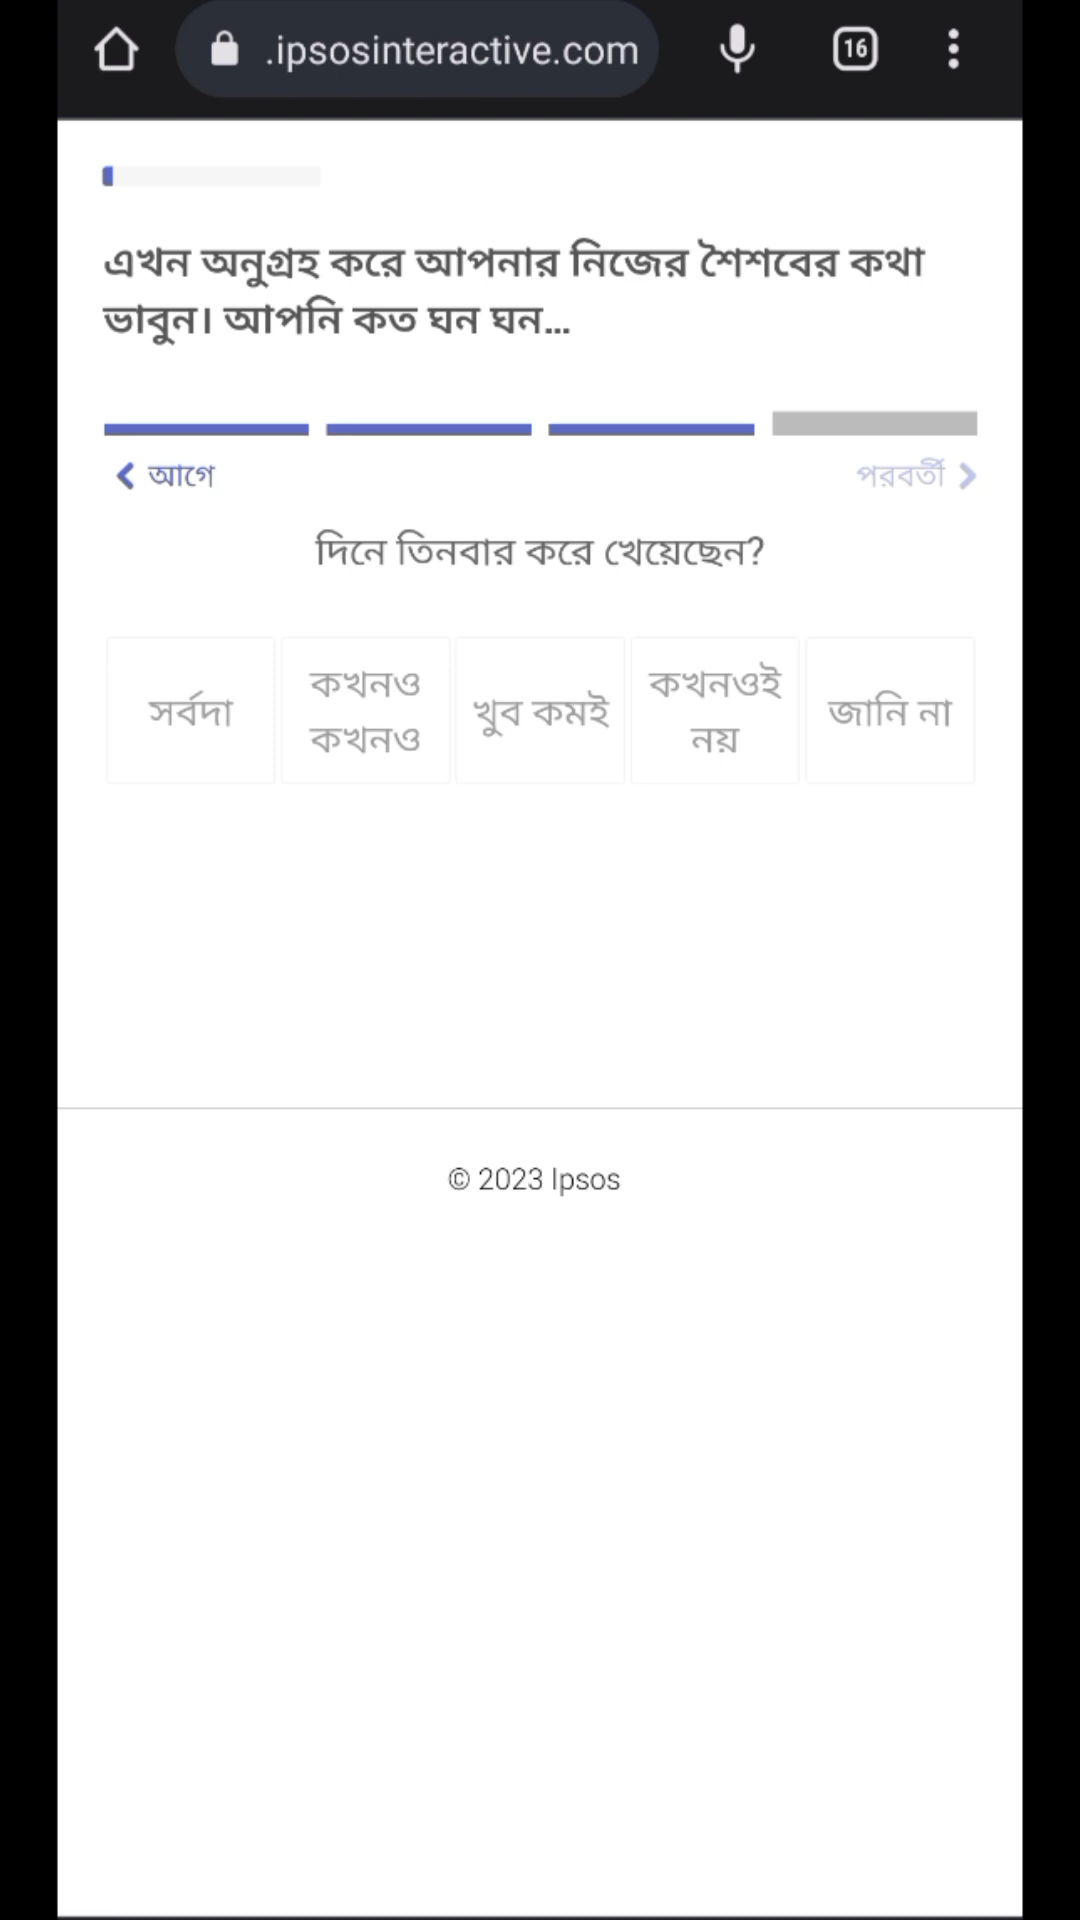 .ipsosinteractive.com
16
এখন অনুগ্রহ করে আপনার নিজের শৈশবের কথা
ভাবুন। আপনি কত ঘন ঘন...
আগে
পরবর্তী
দিনে তিনবার করে খেয়েছেন?
সর্বদা
কখনও
কখনও
খুব কমই
কখনওই
নয়
জানি না
© 2023 Ipsos